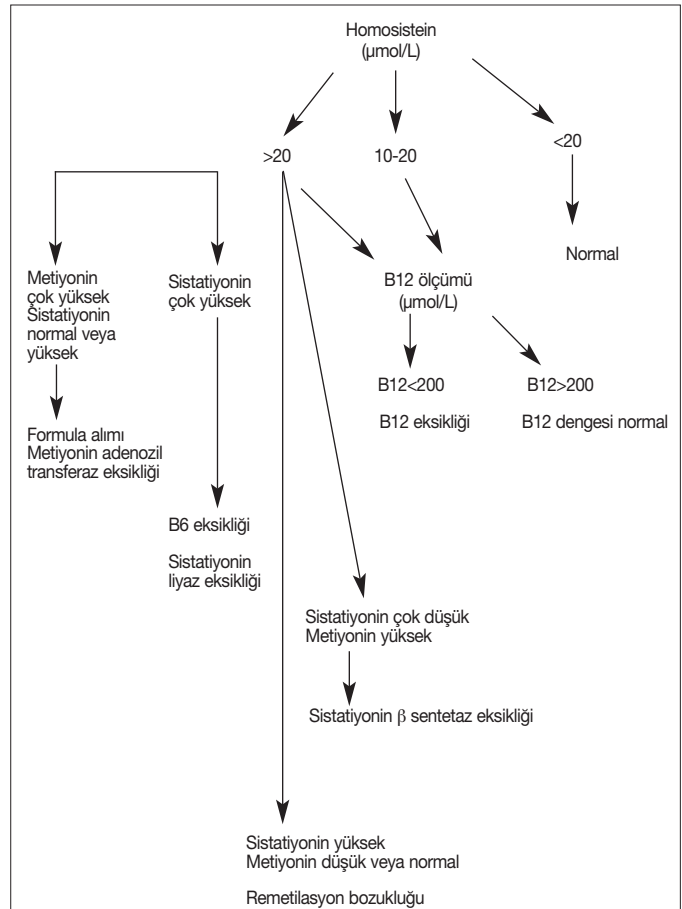 Homosistein
(µmol/L)
>20
10-20
<20
Normal
Metiyonin
çok yüksek
Sistatiyonin
normal veya
yüksek
Sistatiyonin
çok yüksek
B12 ölçümü
(µmol/L)
B12<200
B12 eksikliği
B12>200
B12 dengesi normal
Formula alımı
Metiyonin adenozil
transferaz eksikliği
B6 eksikliği
Sistatiyonin
liyaz eksikliği
Sistatiyonin çok düşük
Metiyonin yüksek
Sistatiyonin β sentetaz eksikliği
Sistatiyonin yüksek
Metiyonin düşük veya normal
Remetilasyon bozukluğu